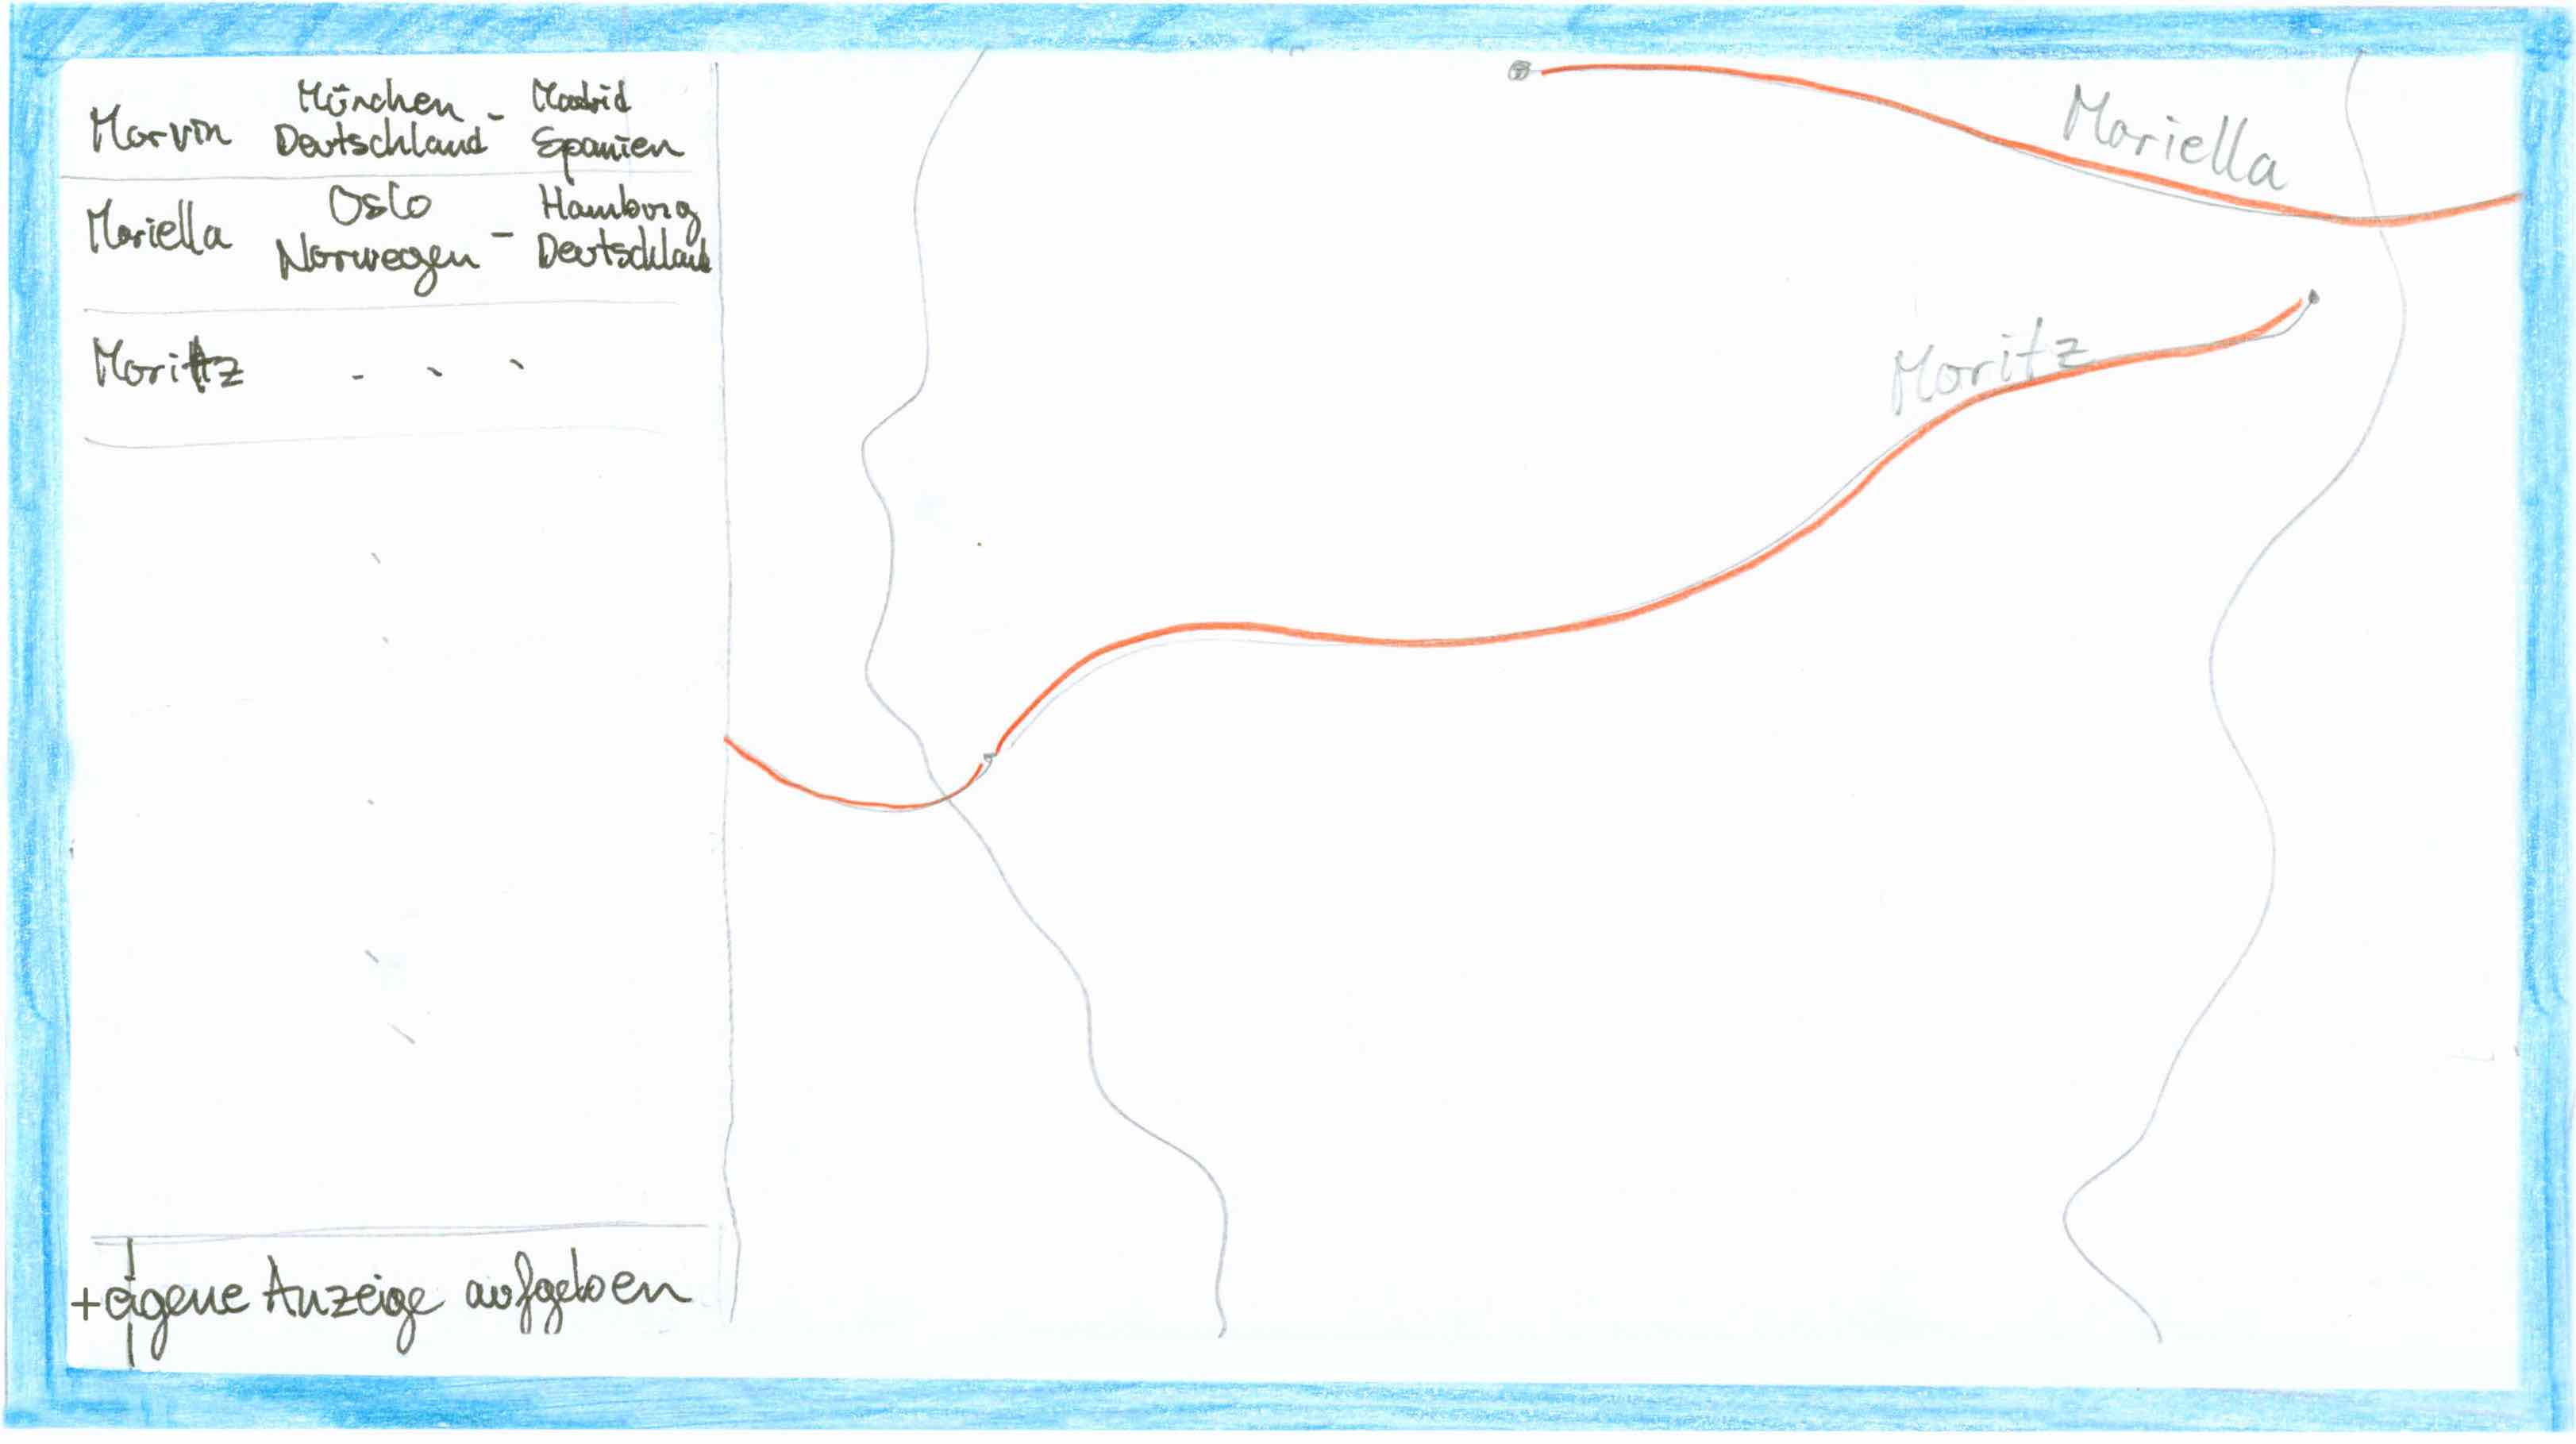 Marvin München Deutschland - Madrid Spanien
Mariella Oslo Norwegen - Hamburg Deutschland
Moritz . . .
+ eigene Anzeige aufgeben
Mariella
Moritz